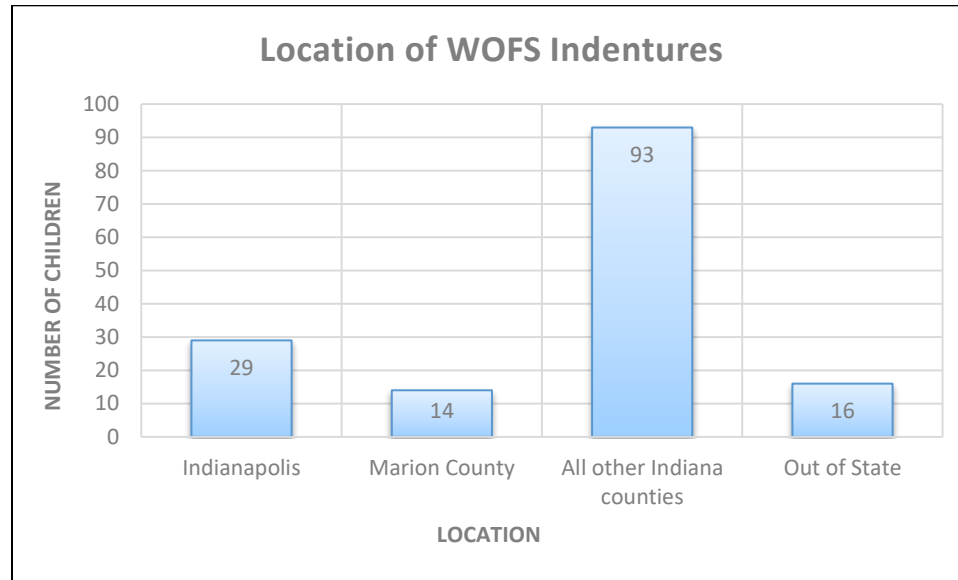 Location of WOFS Indentures
NUMBER OF CHILDREN
100
90
80
70
60
50
40
30
20
10
0
29
14
93
16
Indianapolis
Marion County
All other Indiana
counties
Out of State
LOCATION